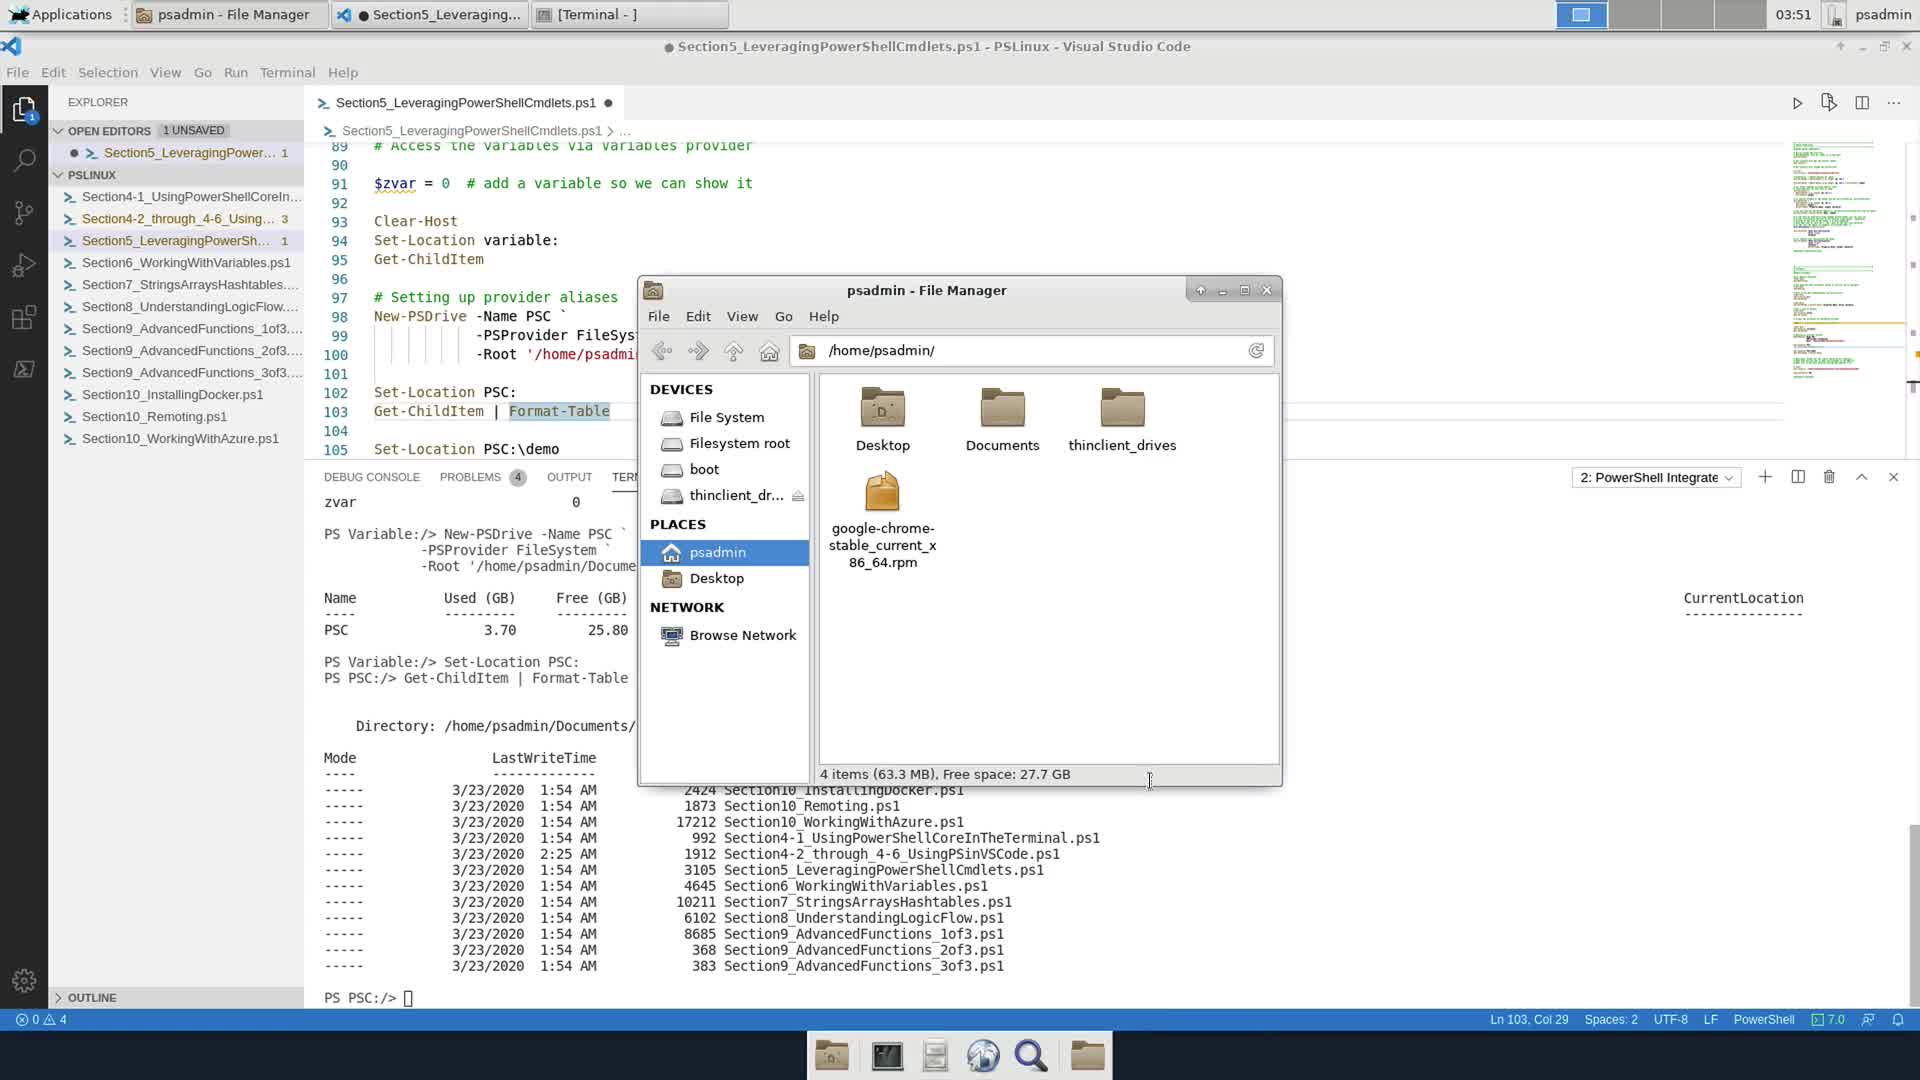 Applications
psadmin - File Manager
● Section5_Leveraging...
[Terminal - ]
03:51
psadmin
● Section5_LeveragingPowerShellCmdlets.ps1 - PSLinux - Visual Studio Code
File Edit Selection View Go Run Terminal Help
EXPLORER
OPEN EDITORS 1 UNSAVED
Section5_LeveragingPower... 1
PSLINUX
Section4-1_UsingPowerShellCoreIn...
Section4-2_through_4-6_Using... 3
Section5_LeveragingPowerSh... 1
Section6_WorkingWithVariables.ps1
Section7_StringsArraysHashtables....
Section8_UnderstandingLogicFlow....
Section9_AdvancedFunctions_1of3....
Section9_AdvancedFunctions_2of3....
Section9_AdvancedFunctions_3of3....
Section10_InstallingDocker.ps1
Section10_Remoting.ps1
Section10_WorkingWithAzure.ps1
OUTLINE
Section5_LeveragingPowerShellCmdlets.ps1 ●
Section5_LeveragingPowerShellCmdlets.ps1 > ...
89 # Access the variables via Variables provider
90
91 $zvar = 0 # add a variable so we can show it
92
93 Clear-Host
94 Set-Location variable:
95 Get-ChildItem
96
97 # Setting up provider aliases
98 New-PSDrive -Name PSC `
99 -PSProvider FileSys
100 -Root '/home/psadmi
101
102 Set-Location PSC:
103 Get-ChildItem | Format-Table
104
105 Set-Location PSC:\demo
DEBUG CONSOLE PROBLEMS 4 OUTPUT TER
2: PowerShell Integrate
zvar 0
PS Variable:/> New-PSDrive -Name PSC `
-PSProvider FileSystem `
-Root '/home/psadmin/Docume
Name Used (GB) Free (GB) CurrentLocation
---- --------- --------- ---------------
PSC 3.70 25.80
PS Variable:/> Set-Location PSC:
PS PSC:/> Get-ChildItem | Format-Table
Directory: /home/psadmin/Documents/
Mode LastWriteTime
---- -------------
----- 3/23/2020 1:54 AM 2424 Section10_InstallingDocker.ps1
----- 3/23/2020 1:54 AM 1873 Section10_Remoting.ps1
----- 3/23/2020 1:54 AM 17212 Section10_WorkingWithAzure.ps1
----- 3/23/2020 1:54 AM 992 Section4-1_UsingPowerShellCoreInTheTerminal.ps1
----- 3/23/2020 2:25 AM 1912 Section4-2_through_4-6_UsingPSinVSCode.ps1
----- 3/23/2020 1:54 AM 3105 Section5_LeveragingPowerShellCmdlets.ps1
----- 3/23/2020 1:54 AM 4645 Section6_WorkingWithVariables.ps1
----- 3/23/2020 1:54 AM 10211 Section7_StringsArraysHashtables.ps1
----- 3/23/2020 1:54 AM 6102 Section8_UnderstandingLogicFlow.ps1
----- 3/23/2020 1:54 AM 8685 Section9_AdvancedFunctions_1of3.ps1
----- 3/23/2020 1:54 AM 368 Section9_AdvancedFunctions_2of3.ps1
----- 3/23/2020 1:54 AM 383 Section9_AdvancedFunctions_3of3.ps1
PS PSC:/>
psadmin - File Manager
File Edit View Go Help
/home/psadmin/
DEVICES
File System
Filesystem root
boot
thinclient_dr...
PLACES
psadmin
Desktop
NETWORK
Browse Network
Desktop
Documents
thinclient_drives
google-chrome-
stable_current_x
86_64.rpm
4 items (63.3 MB), Free space: 27.7 GB
0 4
Ln 103, Col 29 Spaces: 2 UTF-8 LF PowerShell 7.0